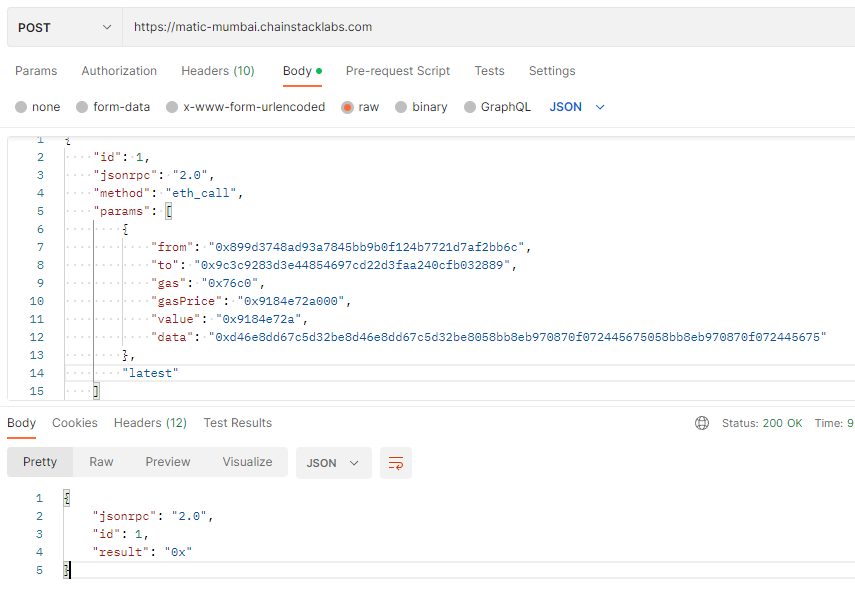 POST https://matic-mumbai.chainstacklabs.com
Params Authorization Headers (10) Body Pre-request Script Tests Settings
none form-data x-www-form-urlencoded raw binary GraphQL JSON
1 {
2 "id": 1,
3 "jsonrpc": "2.0",
4 "method": "eth_call",
5 "params": [
6 {
7 "from": "0x899d3748ad93a7845bb9b0f124b7721d7af2bb6c",
8 "to": "0x9c3c9283d3e44854697cd22d3faa240cfb032889",
9 "gas": "0x76c0",
10 "gasPrice": "0x9184e72a000",
11 "value": "0x9184e72a",
12 "data": "0xd46e8dd67c5d32be8d46e8dd67c5d32be8058bb8eb970870f072445675058bb8eb970870f072445675"
13 },
14 "latest"
15 ]
Body Cookies Headers (12) Test Results Status: 200 OK Time: 9
Pretty Raw Preview Visualize JSON
1 {
2 "jsonrpc": "2.0",
3 "id": 1,
4 "result": "0x"
5 }